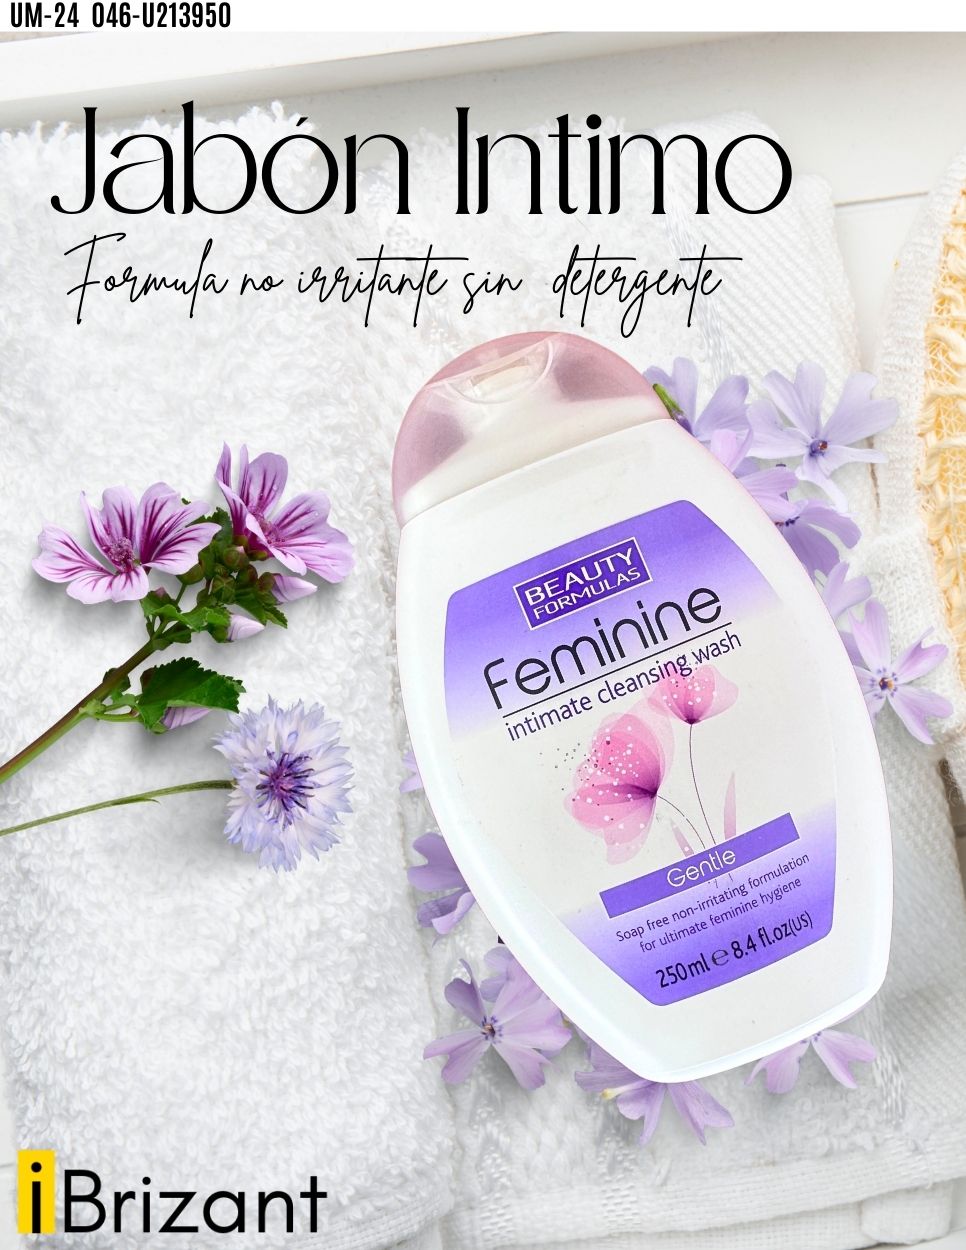 UM-24 046-U213950
Jabón Intimo
Formula no irritante sin detergente
BEAUTY
FORMULAS
Feminine
intimate cleansing wash
Gentle
Soap free non-irritating formulation
for ultimate feminine hygiene
250ml ℮ 8.4 fl.oz(US)
iBrizant